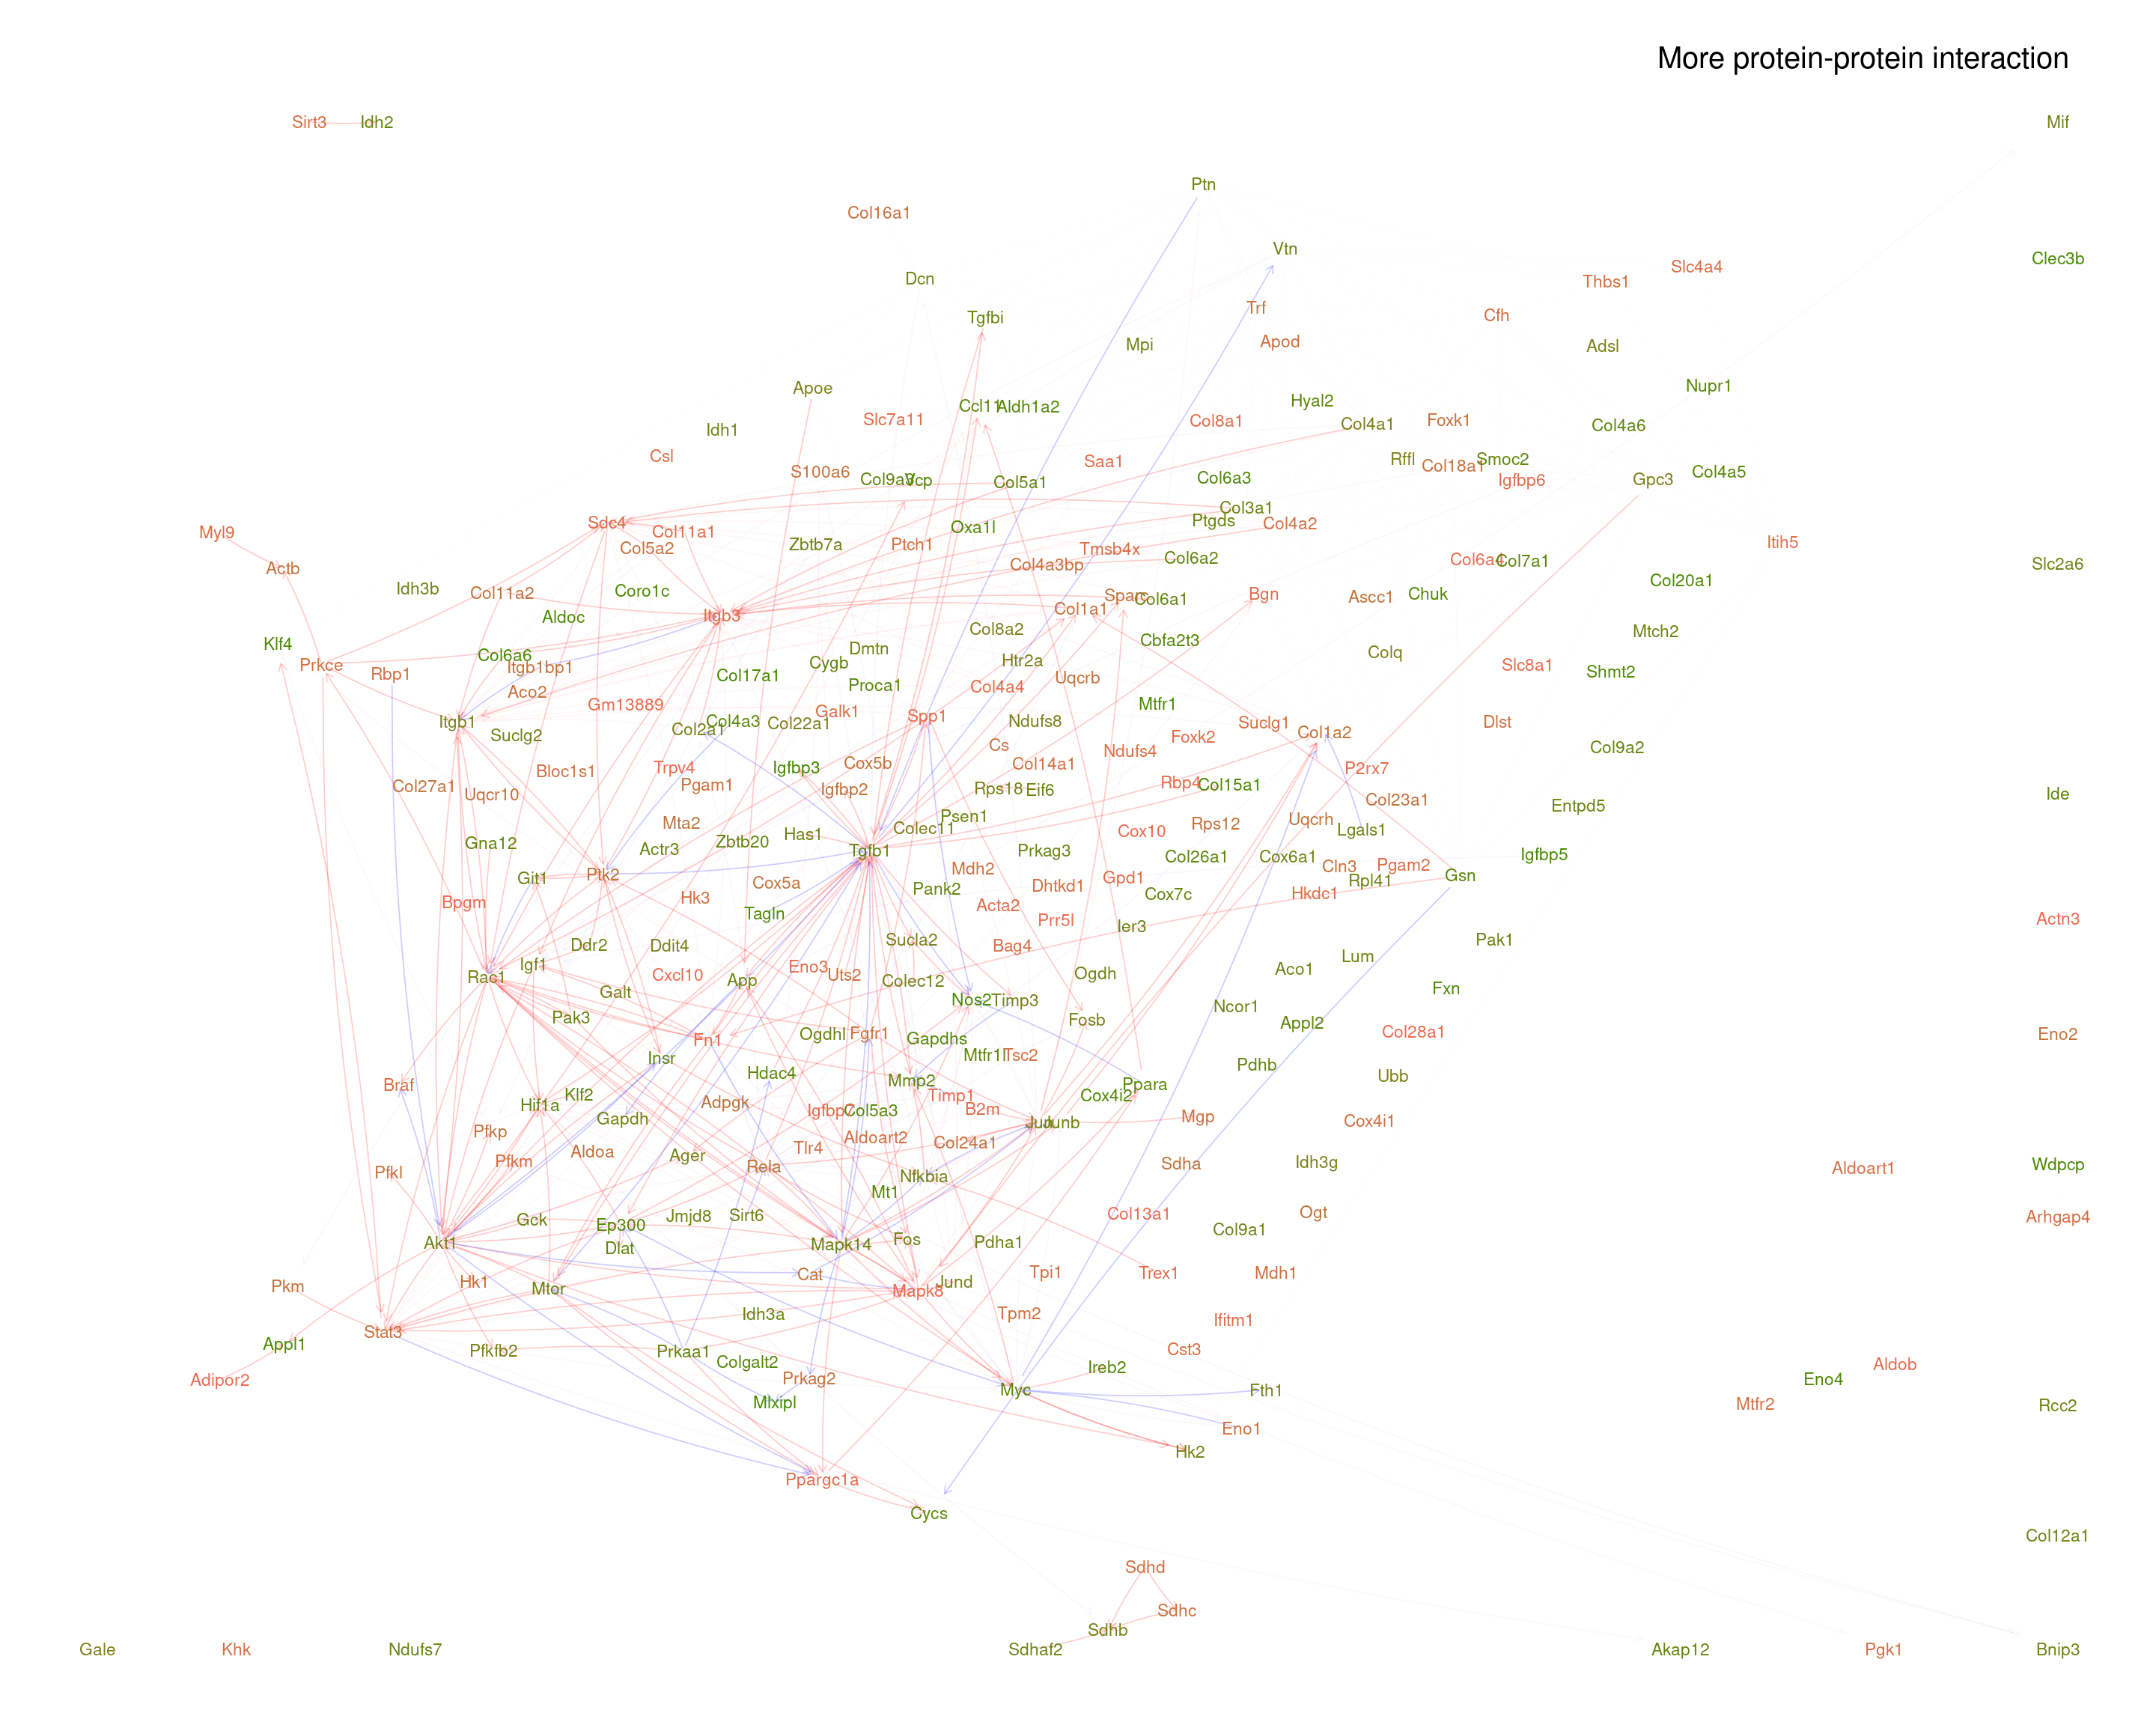 More protein-protein interaction
Sirt3 Idh2 Mif
Ptn
Col16a1
Vtn
Clec3b
Slc4a4
Dcn Thbs1
Trf
Tgfbi Cfh
Apod
Mpi Adsl
Apoe Nupr1
Hyal2
Ccl11 Aldh1a2
Slc7a11 Col8a1 Col4a1 Foxk1 Col4a6
Idh1
Csl Saa1 Rffl Smoc2
Col18a1
S100a6 Col4a5
Col9a3 Vcp Col5a1 Col6a3 Igfbp6 Gpc3
Col3a1
Sdc4 Ptgds Col4a2
Myl9 Col11a1 Oxa1l
Col5a2 Zbtb7a Ptch1 Tmsb4x Itih5
Actb Col4a3bp Col6a2 Col6a4 Col7a1 Slc2a6
Col20a1
Idh3b Col11a2 Coro1c Sparc Col6a1 Bgn Ascc1 Chuk
Aldoc Itgb3 Col1a1
Col8a2 Mtch2
Klf4 Cbfa2t3
Prkce Col6a6 Itgb1bp1 Cygb Dmtn Htr2a Colq
Rbp1 Col17a1 Proca1 Uqcrb Slc8a1 Shmt2
Aco2 Col4a4
Gm13889 Galk1 Spp1 Mtfr1
Itgb1 Col2a1 Col4a3 Col22a1 Ndufs8 Suclg1 Dlst
Suclg2 Foxk2 Col1a2
Cs Ndufs4 Col9a2
Bloc1s1 Trpv4 Igfbp3 Cox5b Col14a1 P2rx7
Col27a1 Uqcr10 Pgam1 Igfbp2 Rps18 Eif6 Rbp4 Col15a1 Ide
Col23a1 Entpd5
Mta2 Has1 Colec11 Psen1 Cox10 Rps12 Uqcrh Lgals1
Gna12 Actr3 Zbtb20 Tgfb1 Prkag3 Col26a1 Cox6a1 Igfbp5
Git1 Ptk2 Cox5a Pank2 Mdh2 Dhtkd1 Gpd1 Cln3 Pgam2 Gsn
Bpgm Hk3 Acta2 Cox7c Hkdc1 Rpl41
Tagln Prr5l Ier3 Actn3
Ddr2 Ddit4 Sucla2 Bag4 Pak1
Rac1 Igf1 Cxcl10 App Eno3 Uts2 Colec12 Ogdh Aco1 Lum
Galt Nos2 Timp3 Ncor1 Fxn
Pak3 Fosb Appl2
Fn1 Ogdhl Fgfr1 Gapdhs Col28a1 Eno2
Insr Mtfr1l Tsc2 Pdhb
Braf Hdac4 Mmp2 Ppara Ubb
Hif1a Klf2 Adpgk Timp1 Cox4i2
Gapdh Igfbp7 Col5a3 B2m Mgp Cox4i1
Pfkp Aldoart2 Jun Junb
Pfkl Pfkm Aldoa Ager Tlr4 Col24a1
Rela Nfkbia Sdha Idh3g Aldoart1 Wdpcp
Mt1
Gck Ep300 Jmjd8 Sirt6 Col13a1 Ogt Arhgap4
Akt1 Dlat Mapk14 Fos Pdha1 Col9a1
Pkm Hk1 Mtor Cat Mapk8 Jund Tpi1 Trex1 Mdh1
Stat3 Idh3a Tpm2 Ifitm1
Appl1 Pfkfb2 Prkaa1 Colgalt2 Cst3
Adipor2 Prkag2 Ireb2 Eno4 Aldob
Mlxipl Myc Fth1 Mtfr2 Rcc2
Eno1
Hk2
Ppargc1a
Cycs
Col12a1
Sdhd
Sdhc
Sdhb
Gale Khk Ndufs7 Sdhaf2 Akap12 Pgk1 Bnip3